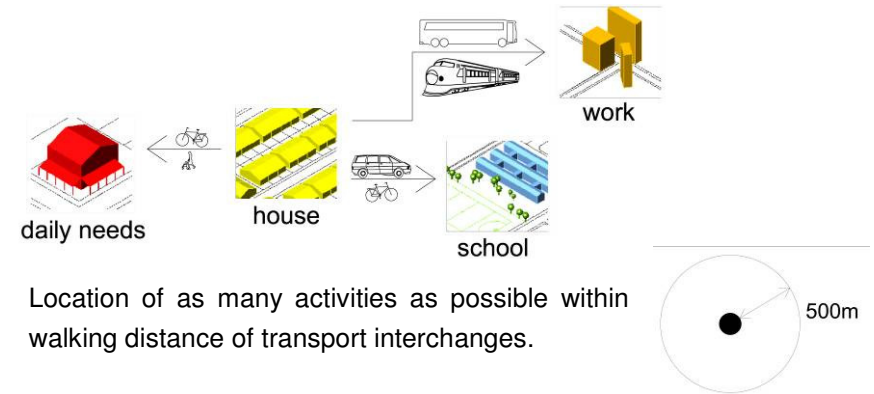 work
daily needs
house
school
Location of as many activities as possible within
walking distance of transport interchanges.
500m